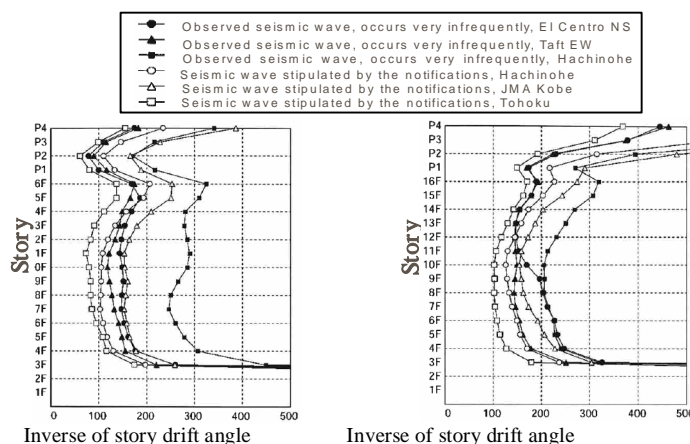 Observed seismic wave, occurs very infrequently, El Centro NS
Observed seismic wave, occurs very infrequently, Taft EW
Observed seismic wave, occurs very infrequently, Hachinohe
Seismic wave stipulated by the notifications, Hachinohe
Seismic wave stipulated by the notifications, JMA Kobe
Seismic wave stipulated by the notifications, Tohoku
Story
P4
P3
P2
P1
6F
5F
4F
3F
2F
1F
0F
9F
8F
7F
6F
5F
4F
3F
2F
1F
0 100 200 300 400 500
Inverse of story drift angle
Story
P4
P3
P2
P1
16F
15F
14F
13F
12F
11F
10F
9F
8F
7F
6F
5F
4F
3F
2F
1F
0 100 200 300 400 500
Inverse of story drift angle